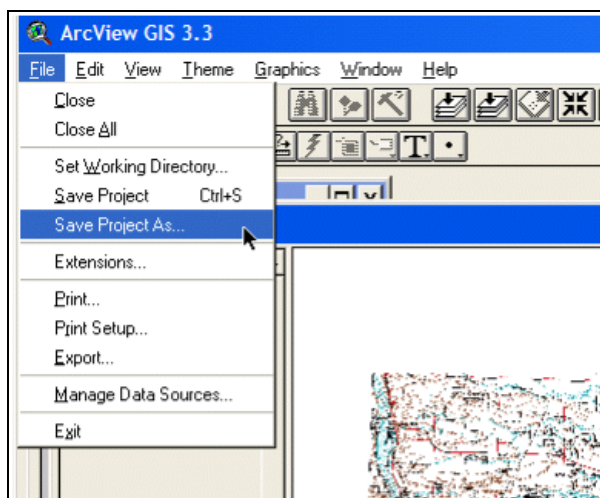 ArcView GIS 3.3
File Edit View Theme Graphics Window Help
Close
Close All
T
Set Working Directory...
Save Project Ctrl+S
Save Project As...
Extensions...
Print...
Print Setup...
Export...
Manage Data Sources...
Exit